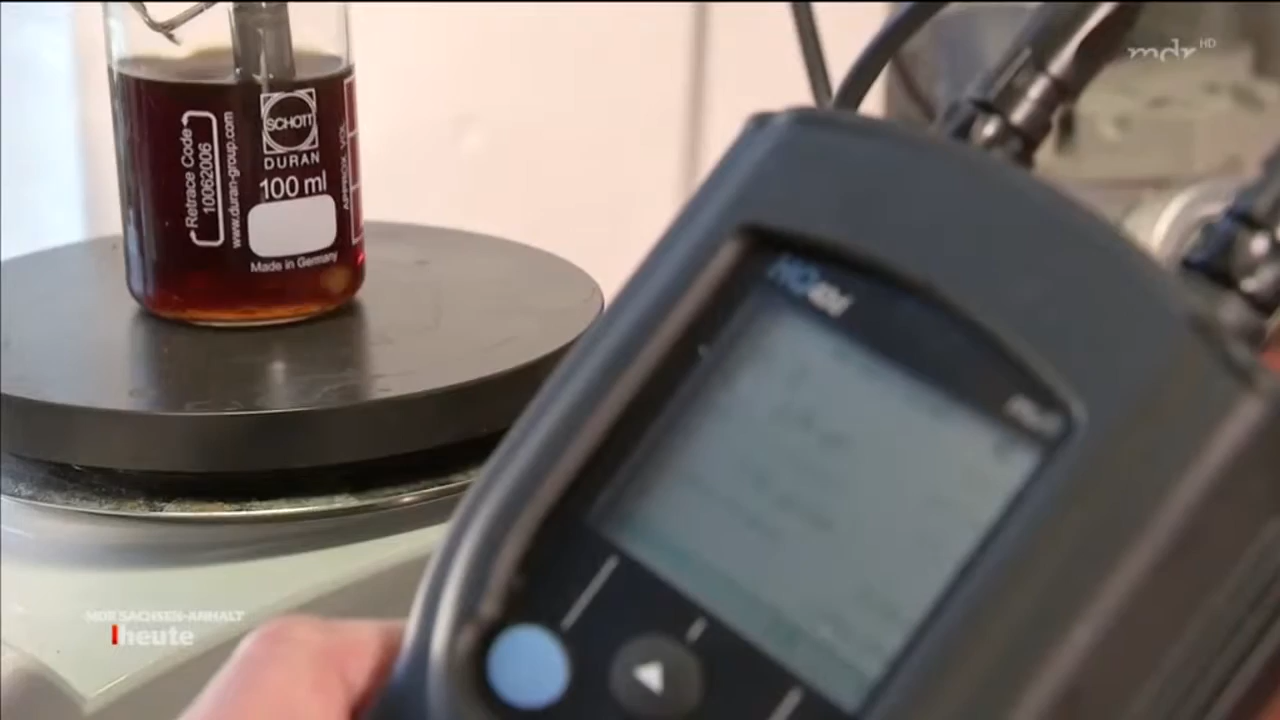 mdr HD
SCHOTT
DURAN
100 ml
APPROX. VOL.
Made in Germany
www.duran-group.com
Retrace Code
10062006
MDR SACHSEN-ANHALT
heute